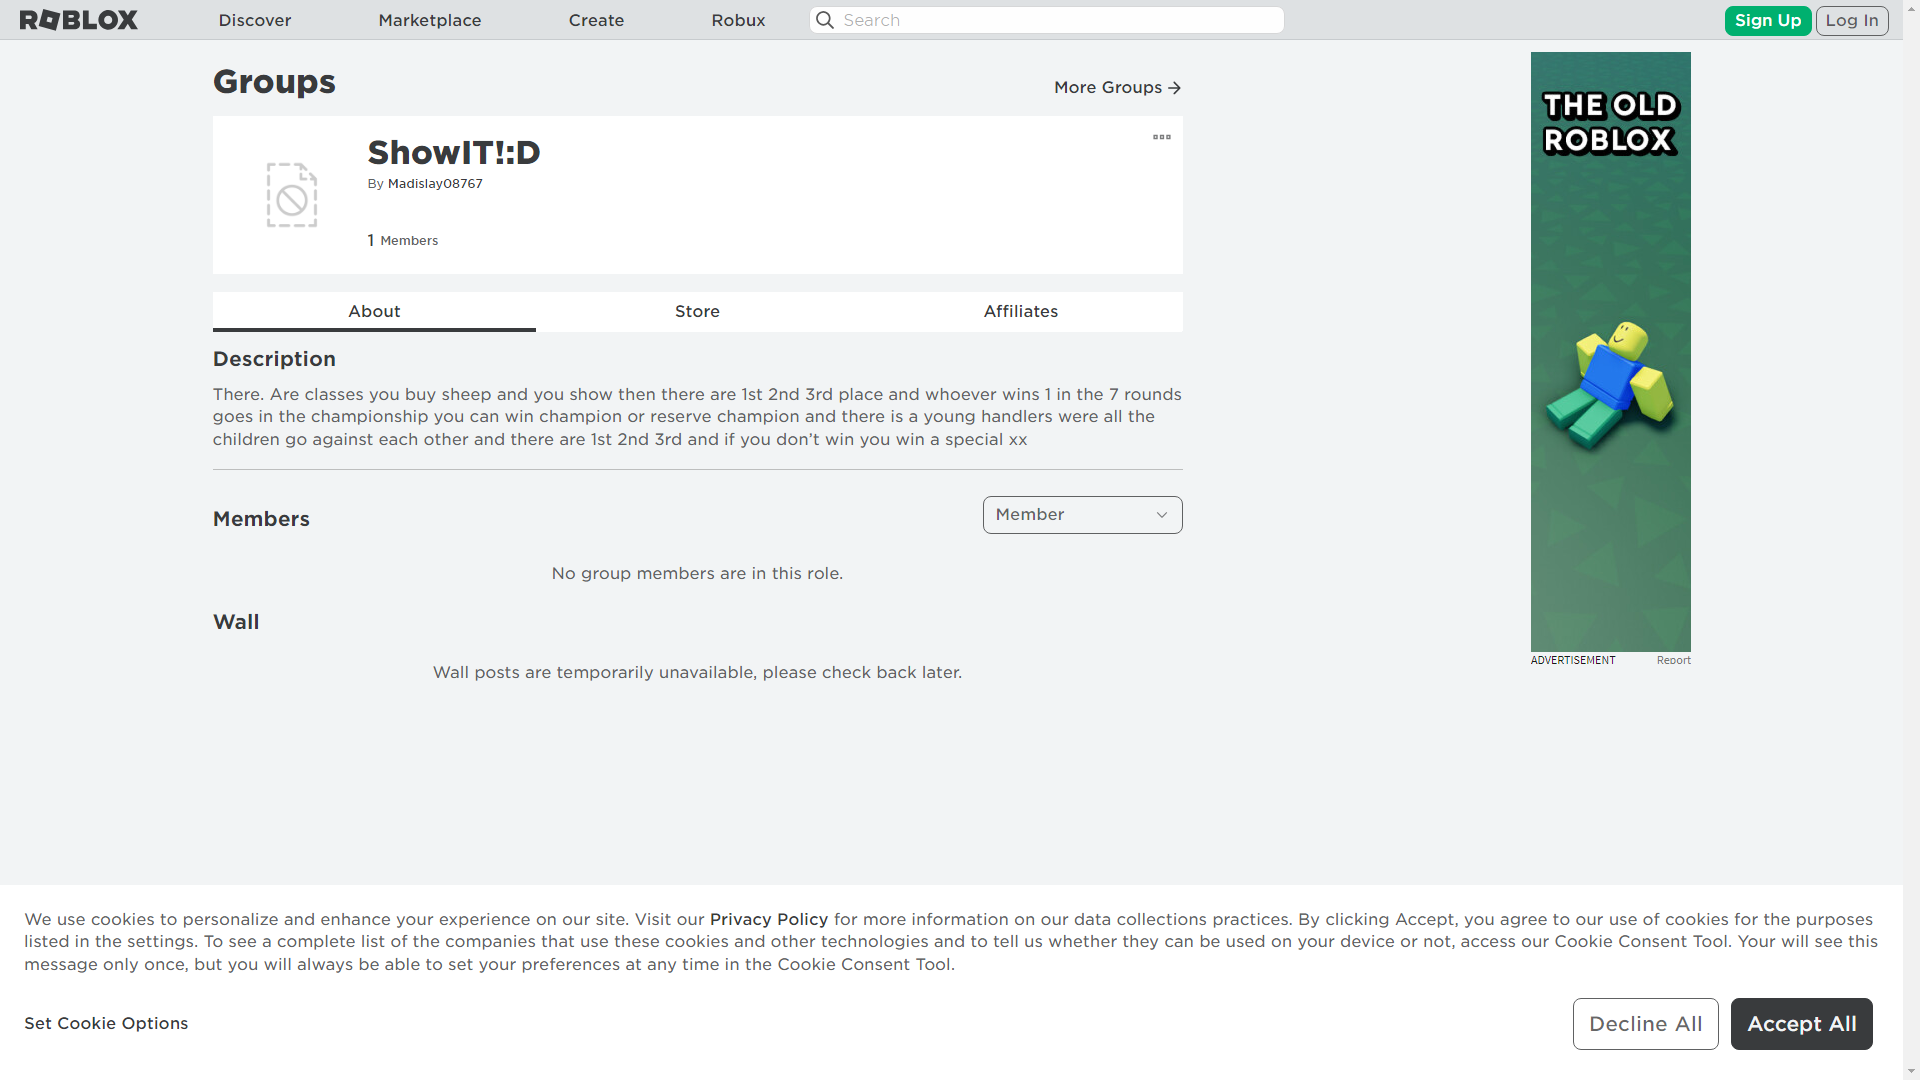 ROBLOX
Discover
Marketplace
Create
Robux
Search
Sign Up
Log In
Groups
More Groups
ShowIT!:D
By Madislay08767
1 Members
About
Store
Affiliates
Description
There. Are classes you buy sheep and you show then there are 1st 2nd 3rd place and whoever wins 1 in the 7 rounds
goes in the championship you can win champion or reserve champion and there is a young handlers were all the
children go against each other and there are 1st 2nd 3rd and if you don’t win you win a special xx
Members
Member
No group members are in this role.
Wall
Wall posts are temporarily unavailable, please check back later.
THE OLD
ROBLOX
ADVERTISEMENT
Report
We use cookies to personalize and enhance your experience on our site. Visit our Privacy Policy for more information on our data collections practices. By clicking Accept, you agree to our use of cookies for the purposes
listed in the settings. To see a complete list of the companies that use these cookies and other technologies and to tell us whether they can be used on your device or not, access our Cookie Consent Tool. Your will see this
message only once, but you will always be able to set your preferences at any time in the Cookie Consent Tool.
Set Cookie Options
Decline All
Accept All